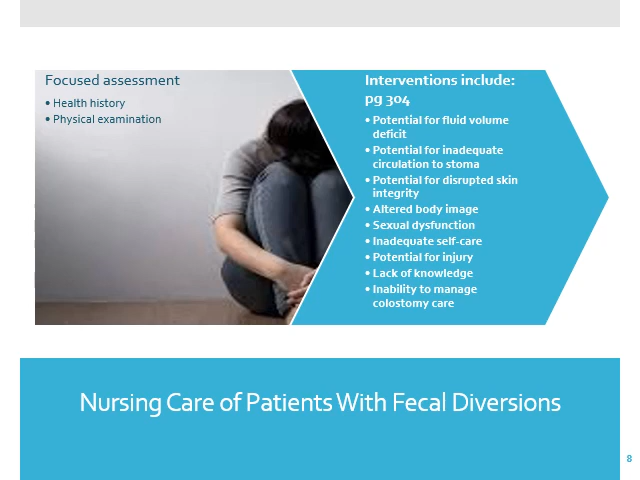 Focused assessment
• Health history
• Physical examination
Interventions include:
pg 304
• Potential for fluid volume
deficit
• Potential for inadequate
circulation to stoma
• Potential for disrupted skin
integrity
• Altered body image
• Sexual dysfunction
• Inadequate self-care
• Potential for injury
• Lack of knowledge
• Inability to manage
colostomy care
Nursing Care of Patients With Fecal Diversions
8